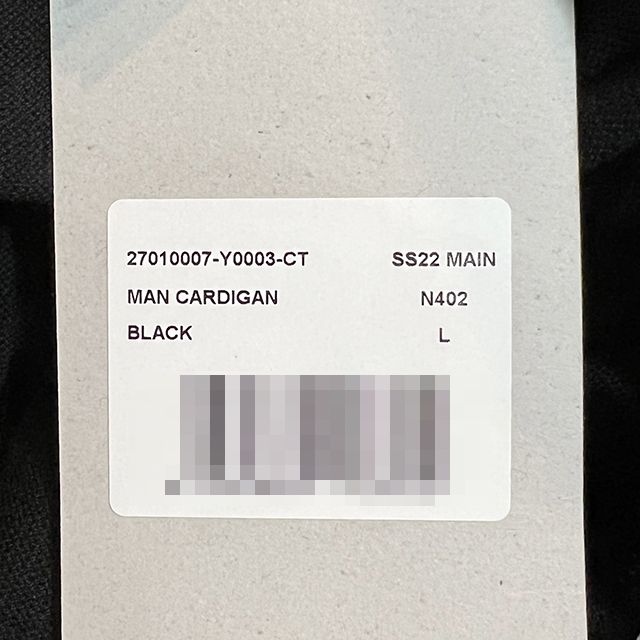 27010007-Y0003-CT SS22 MAIN
MAN CARDIGAN N402
BLACK L